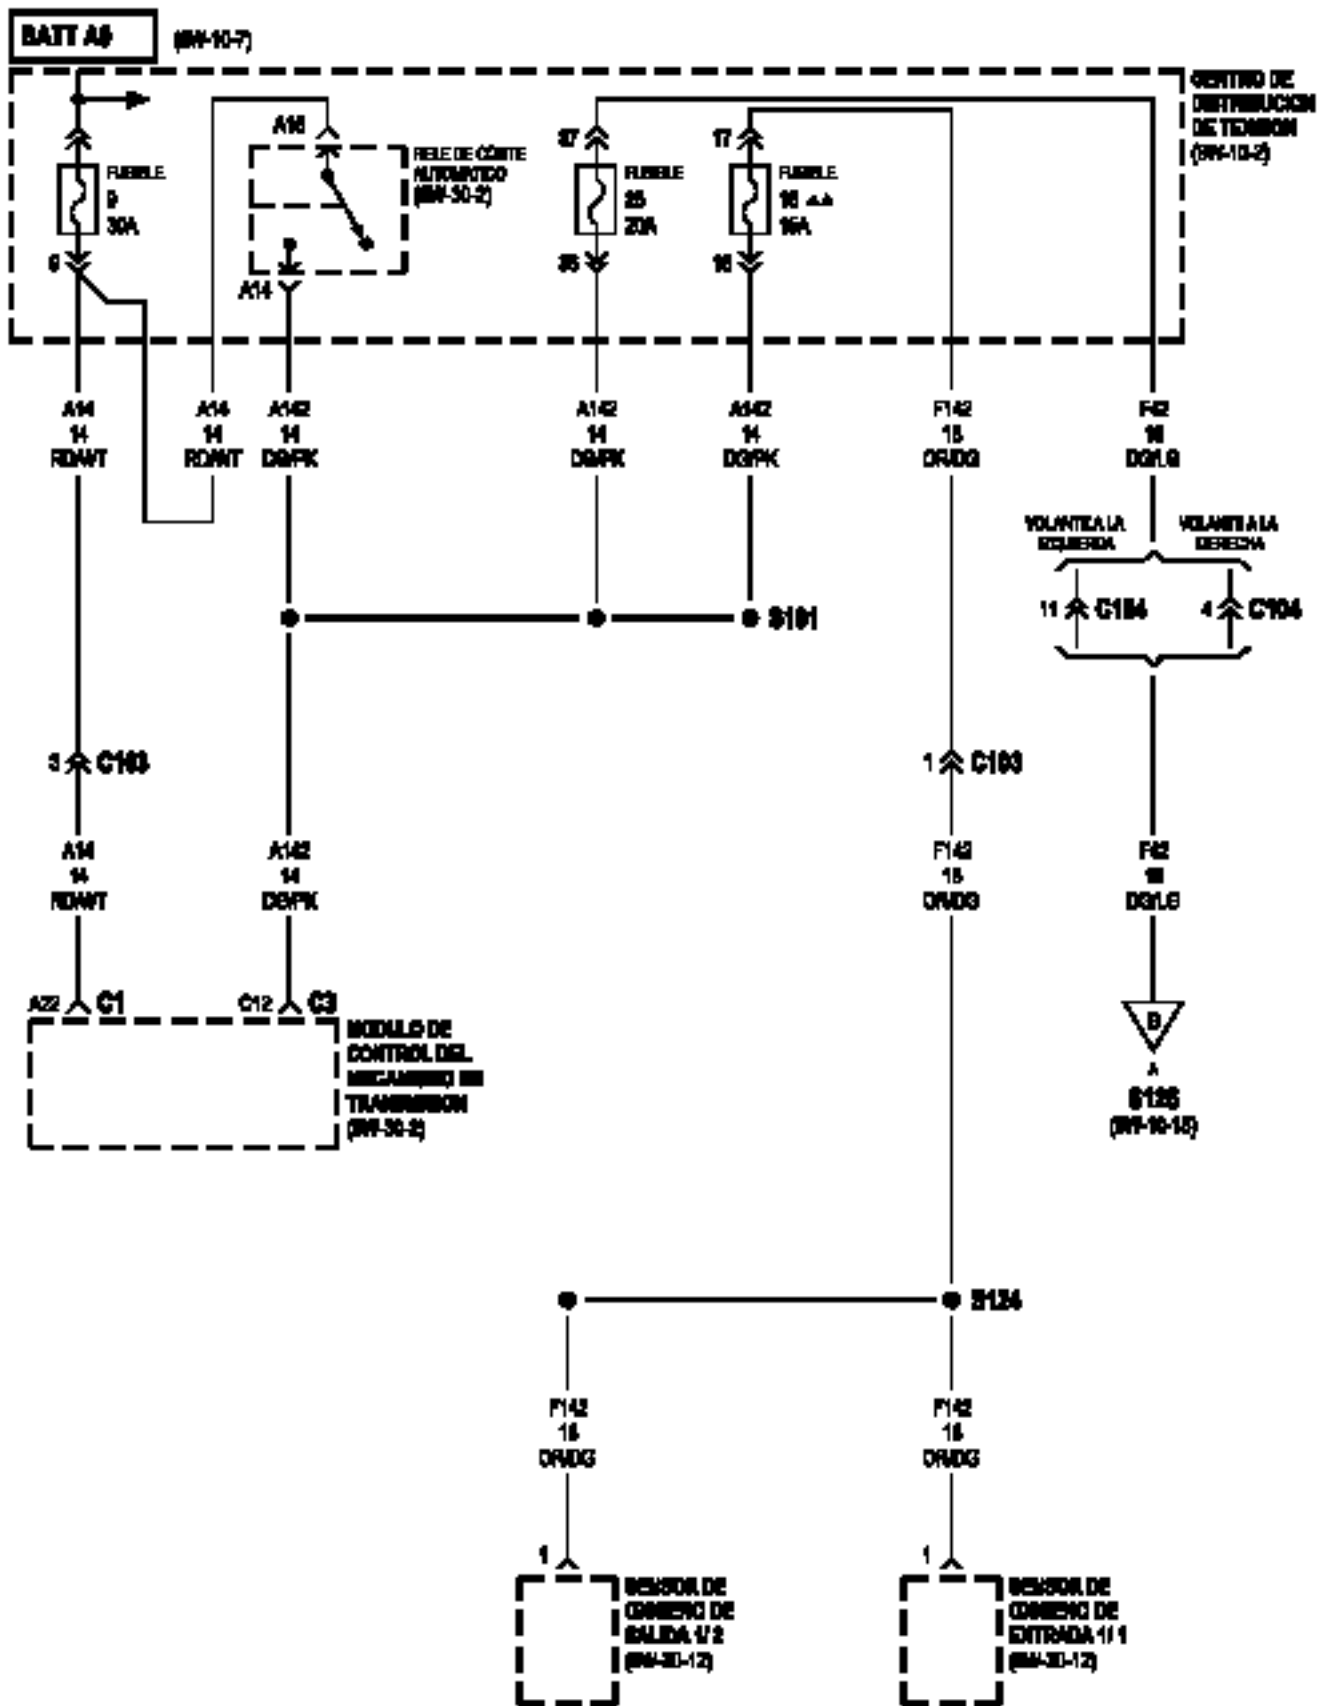 BATT A0
(8W-10-7)
CENTRO DE
DISTRIBUCION
DE TENSION
(8W-10-2)
A16
RELE DE CORTE
AUTOMATICO
(8W-30-2)
FUSIBLE
9
30A
A14
FUSIBLE
20A
17
FUSIBLE
16
15A
16
A14
14
RD/WT
A14
14
RD/WT
A142
14
DG/PK
A142
14
DG/PK
A142
14
DG/PK
F142
18
OR/DG
F42
18
DG/LG
VOLANTE A LA
IZQUIERDA
VOLANTE A LA
DERECHA
11
C104
4
C104
S101
3
C103
1
C103
A14
14
RD/WT
A142
14
DG/PK
F142
18
OR/DG
F42
18
DG/LG
A22
C1
C12
C3
MODULO DE
CONTROL DEL
MECANISMO DE
TRANSMISION
(8W-30-2)
B
A
(8W-10-15)
S124
F142
18
OR/DG
F142
18
OR/DG
1
SENSOR DE
OXIGENO DE
SALIDA 1/2
(8W-30-12)
1
SENSOR DE
OXIGENO DE
ENTRADA 1/1
(8W-30-12)